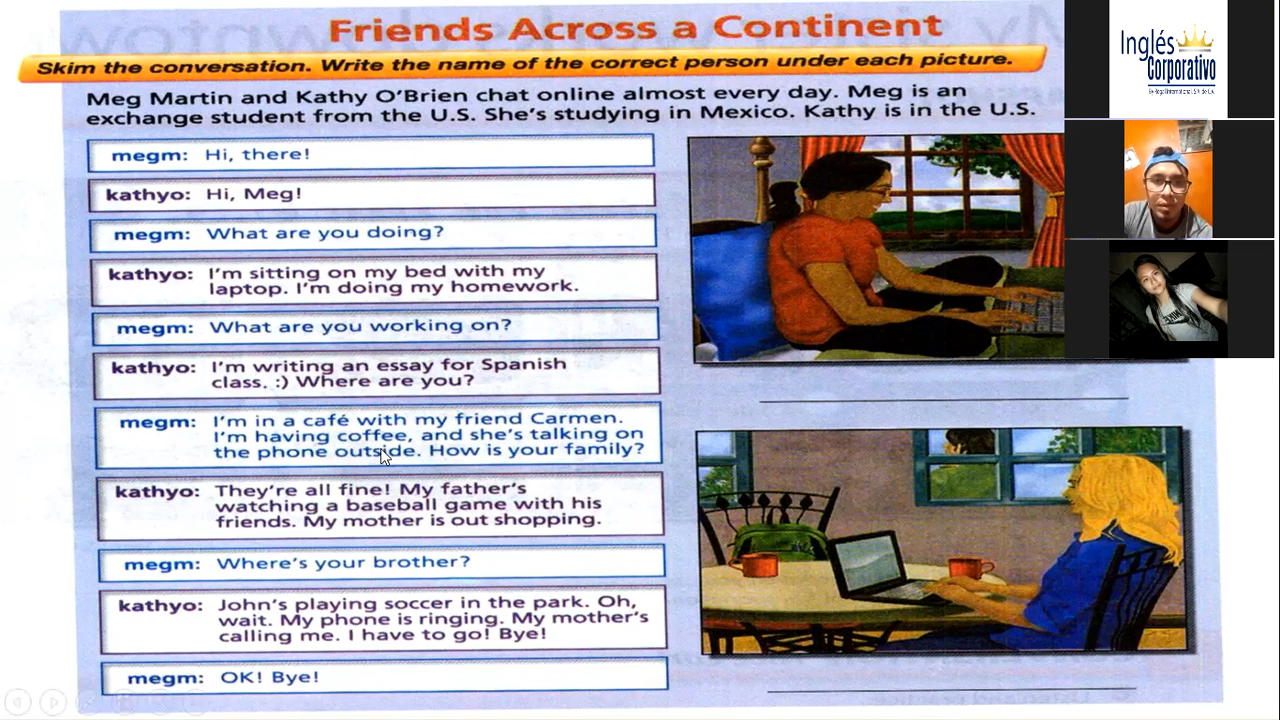 Friends Across a Continent
Skim the conversation. Write the name of the correct person under each picture.
Meg Martin and Kathy O'Brien chat online almost every day. Meg is an
exchange student from the U.S. She's studying in Mexico. Kathy is in the U.S.
megm: Hi, there!
kathyo: Hi, Meg!
megm: What are you doing?
kathyo: I'm sitting on my bed with my
laptop. I'm doing my homework.
megm: What are you working on?
kathyo: I'm writing an essay for Spanish
class. :) Where are you?
megm: I'm in a café with my friend Carmen.
I'm having coffee, and she's talking on
the phone outside. How is your family?
kathyo: They're all fine! My father's
watching a baseball game with his
friends. My mother is out shopping.
megm: Where's your brother?
kathyo: John's playing soccer in the park. Oh,
wait. My phone is ringing. My mother's
calling me. I have to go! Bye!
megm: OK! Bye!
Inglés
Corporativo